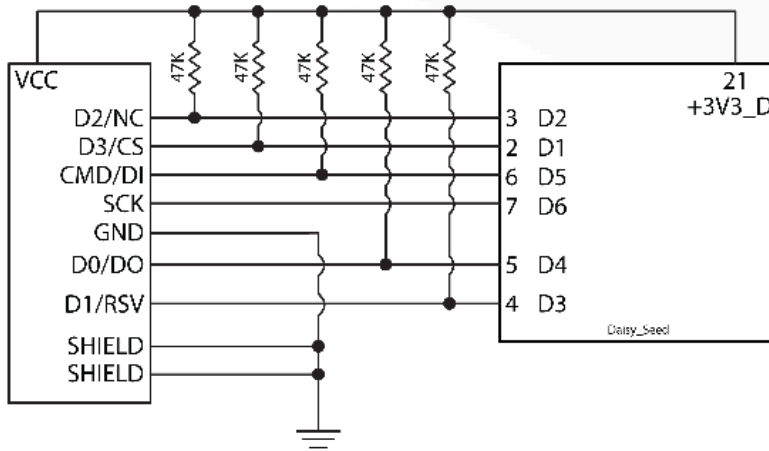 47K 47K 47K 47K 47K
VCC
21
+3V3_D
D2/NC 3 D2
D3/CS 2 D1
CMD/DI 6 D5
SCK 7 D6
GND
D0/DO 5 D4
D1/RSV 4 D3
Daisy_Seed
SHIELD
SHIELD